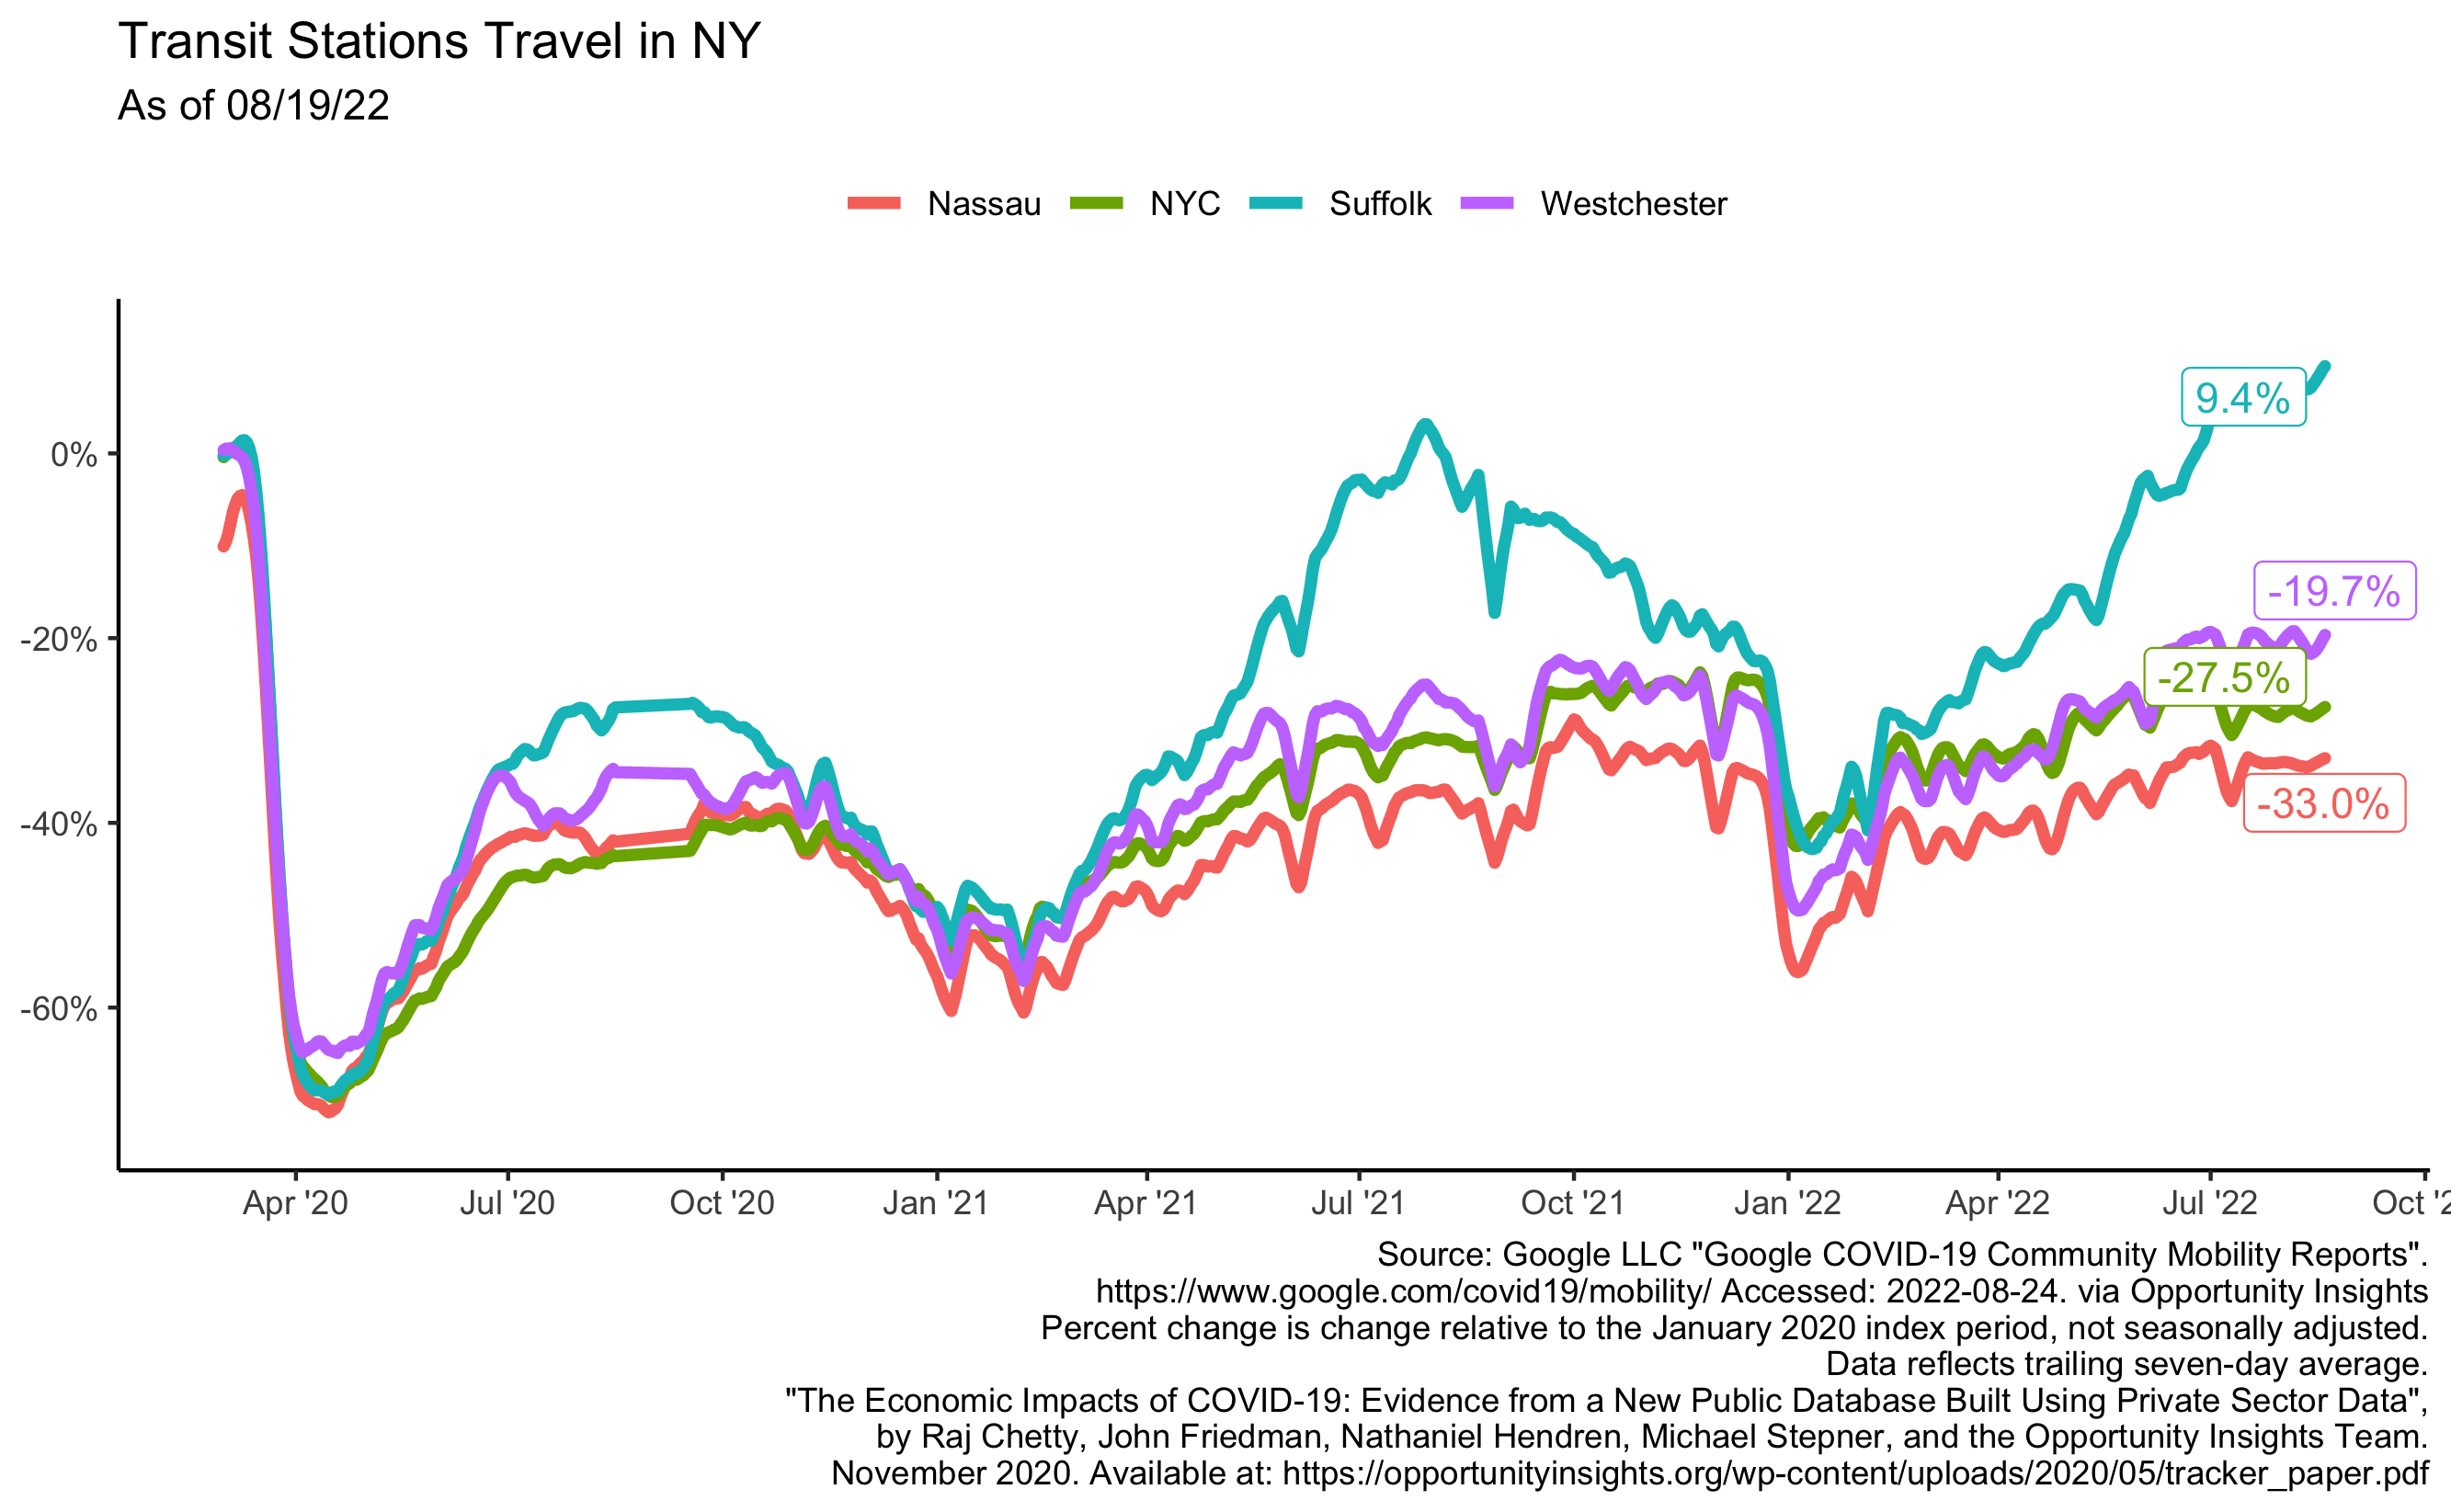 Transit Stations Travel in NY
As of 08/19/22
Nassau NYC Suffolk Westchester
9.4%
0%
-19.7%
-20%
-27.5%
-33.0%
-40%
-60%
Apr '20 Jul '20 Oct '20 Jan '21 Apr '21 Jul '21 Oct '21 Jan '22 Apr '22 Jul '22 Oct
Source: Google LLC "Google COVID-19 Community Mobility Reports".
https://www.google.com/covid19/mobility/ Accessed: 2022-08-24. via Opportunity Insights
Percent change is change relative to the January 2020 index period, not seasonally adjusted.
Data reflects trailing seven-day average.
"The Economic Impacts of COVID-19: Evidence from a New Public Database Built Using Private Sector Data",
by Raj Chetty, John Friedman, Nathaniel Hendren, Michael Stepner, and the Opportunity Insights Team.
November 2020. Available at: https://opportunityinsights.org/wp-content/uploads/2020/05/tracker_paper.pdf